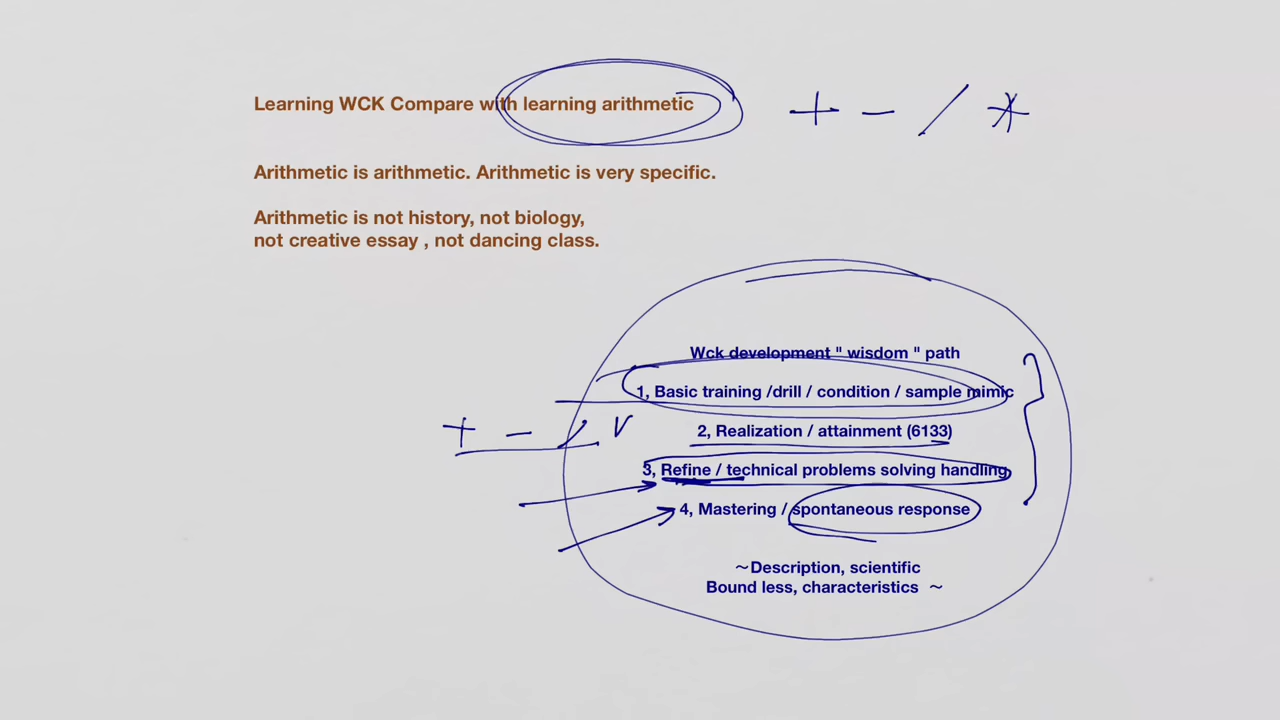 Learning WCK Compare with learning arithmetic
+ - / *
Arithmetic is arithmetic. Arithmetic is very specific.
Arithmetic is not history, not biology,
not creative essay , not dancing class.
Wck development " wisdom " path
1, Basic training /drill / condition / sample mimic
2, Realization / attainment (6133)
+ - / v
3, Refine / technical problems solving handling
4, Mastering / spontaneous response
~Description, scientific
Bound less, characteristics ~